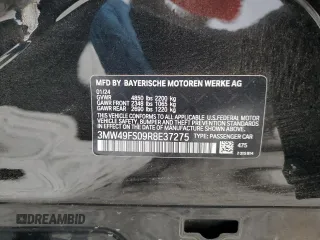 MFD BY BAYERISCHE MOTOREN WERKE AG
01/24
GVWR 4850 lbs 2200 kg
GAWR FRONT 2348 lbs 1065 kg
GAWR REAR 2690 lbs 1220 kg
THIS VEHICLE CONFORMS TO ALL APPLICABLE FEDERAL MOTOR
VEHICLE SAFETY, BUMPER AND THEFT PREVENTION STANDARDS
IN EFFECT ON THE DATE OF MANUFACTURE SHOWN ABOVE.
3MW49FS09R8E37275 TYPE: PASSENGER CAR
475
DREAMBID